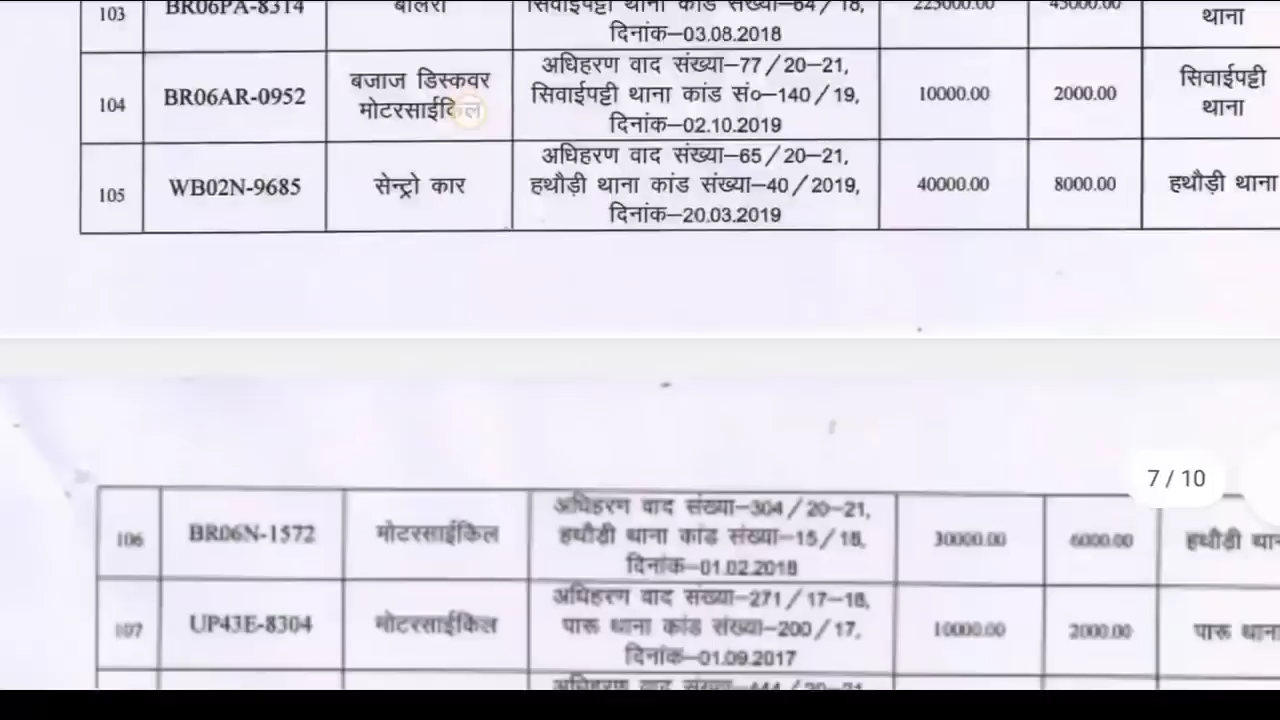 103 BR06PA-8314 बोलेरो सिवाईपट्टी थाना कांड संख्या–64/18, 225000.00 45000.00 थाना
दिनांक–03.08.2018
अधिहरण वाद संख्या–77/20–21,
104 BR06AR-0952 बजाज डिस्कवर सिवाईपट्टी थाना कांड सं०–140/19, 10000.00 2000.00 सिवाईपट्टी
मोटरसाईकिल दिनांक–02.10.2019 थाना
अधिहरण वाद संख्या–65/20–21,
105 WB02N-9685 सेन्ट्रो कार हथौड़ी थाना कांड संख्या–40/2019, 40000.00 8000.00 हथौड़ी थाना
दिनांक–20.03.2019
7 / 10
अधिहरण वाद संख्या–304/20–21,
106 BR06N-1572 मोटरसाईकिल हथौड़ी थाना कांड संख्या–15/18, 30000.00 6000.00 हथौड़ी
दिनांक–01.02.2018
अधिहरण वाद संख्या–271/17–18,
107 UP43E-8304 मोटरसाईकिल पारू थाना कांड संख्या–200/17, 10000.00 2000.00 पारू थाना
दिनांक–01.09.2017